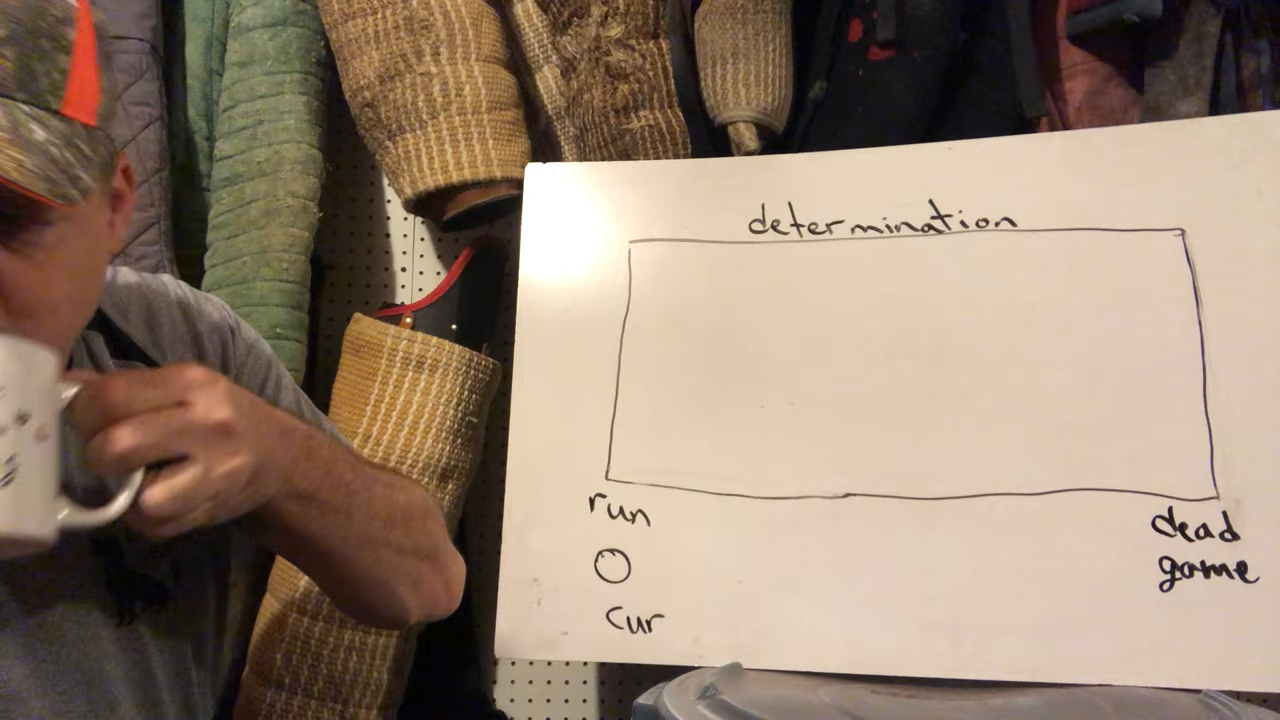 determination
run
dead
game
O
cur